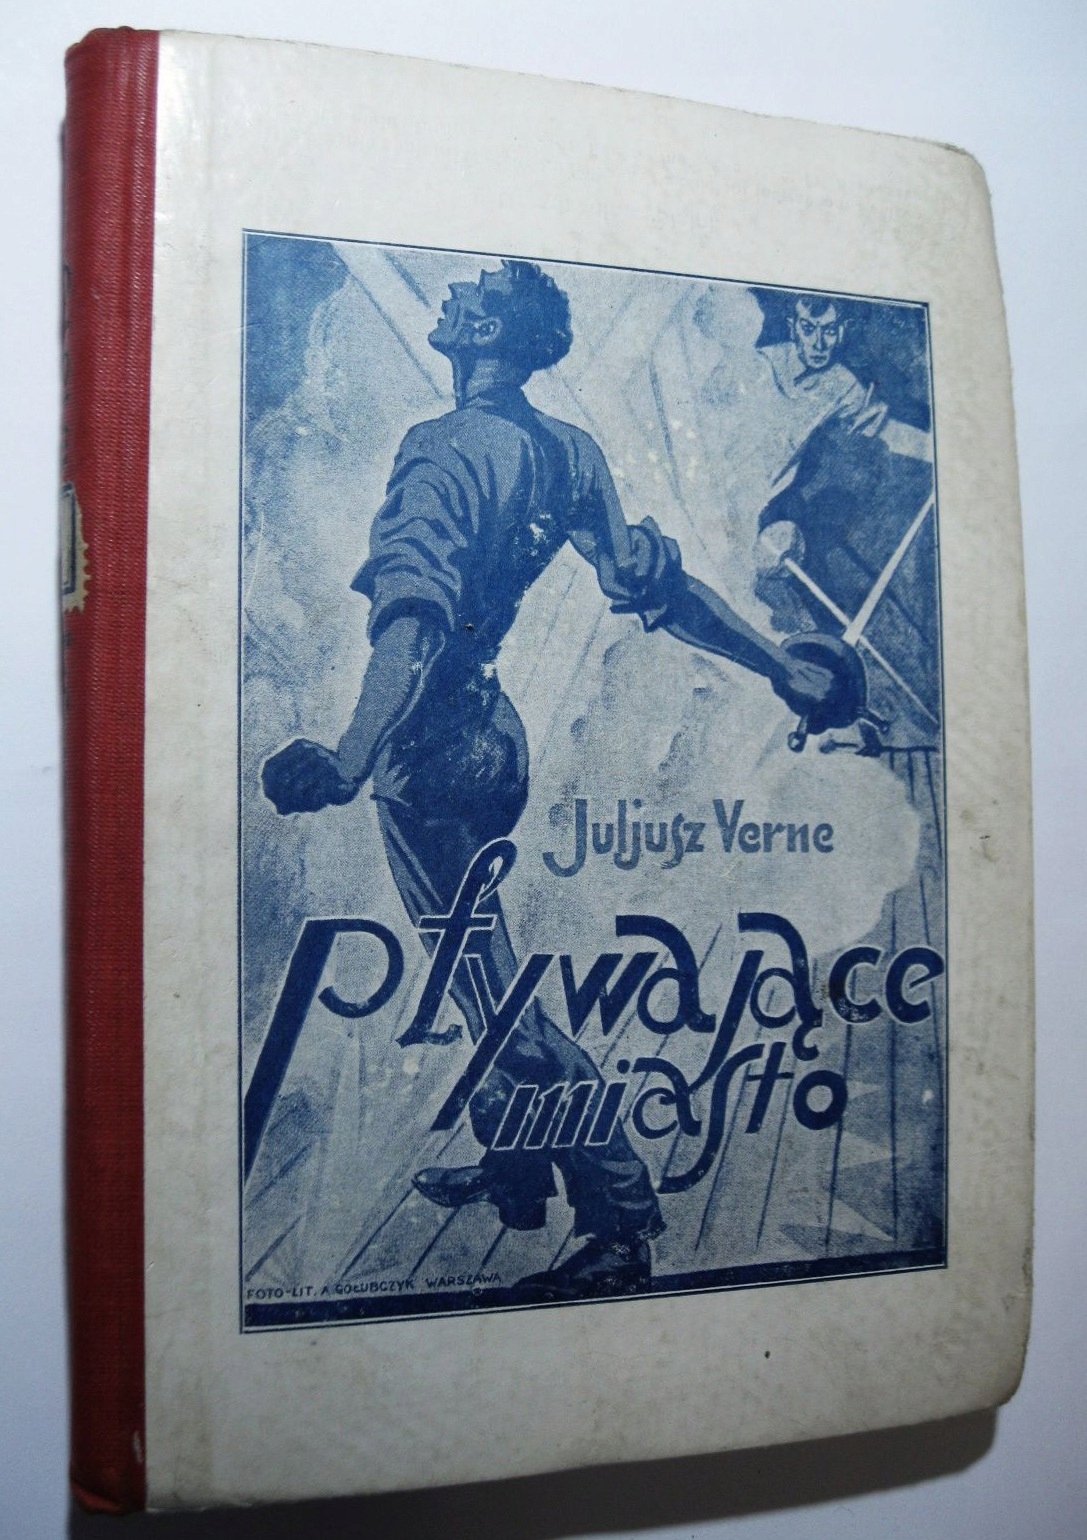 Juljusz Verne
pływające
miasto
FOTO-LIT. A GOŁUBCZYK WARSZAWA